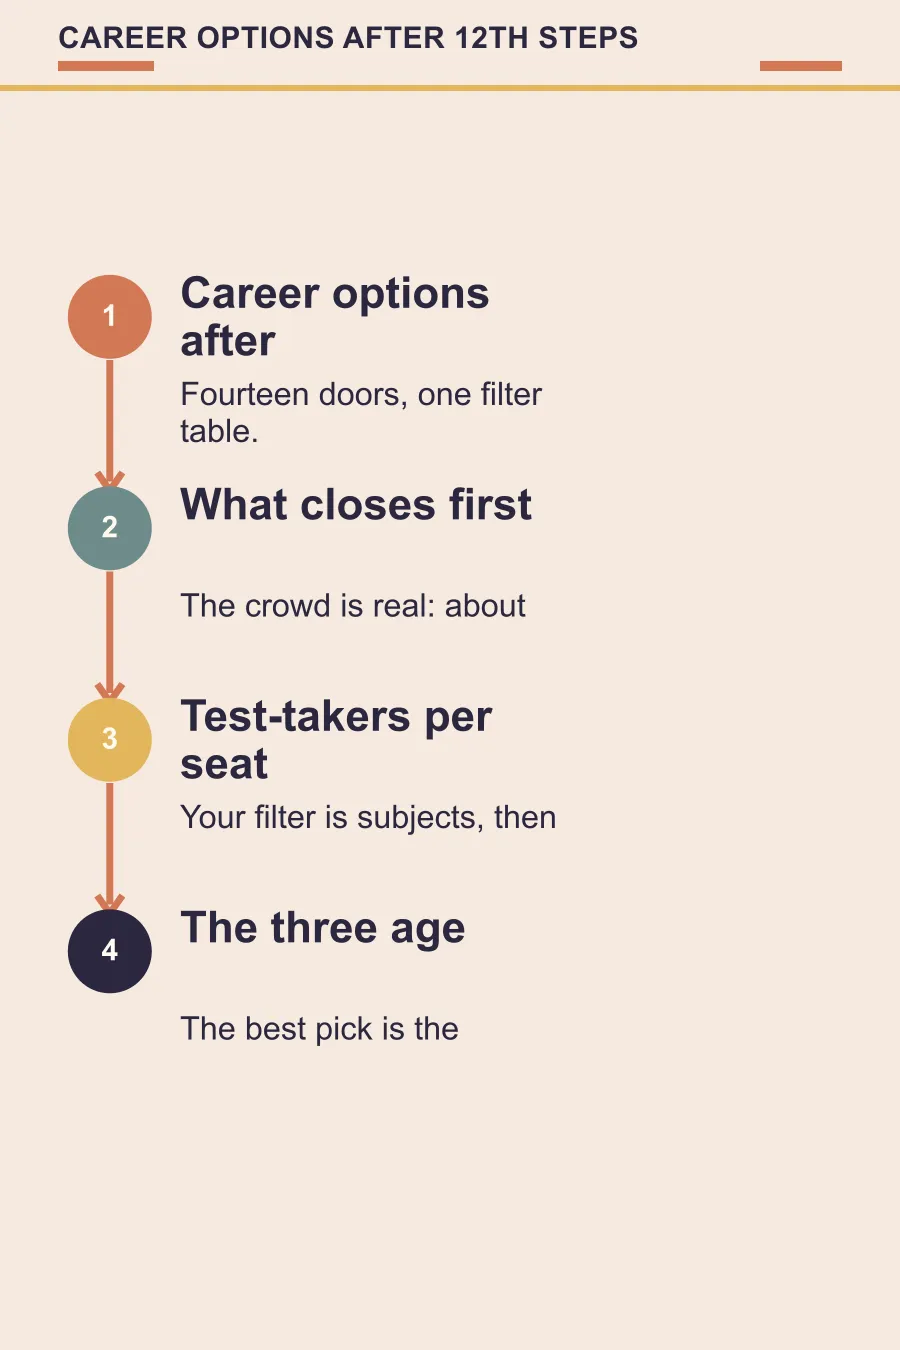 CAREER OPTIONS AFTER 12TH STEPS
1
Career options
after
Fourteen doors, one filter
table.
2
What closes first
The crowd is real: about
3
Test-takers per
seat
Your filter is subjects, then
4
The three age
The best pick is the